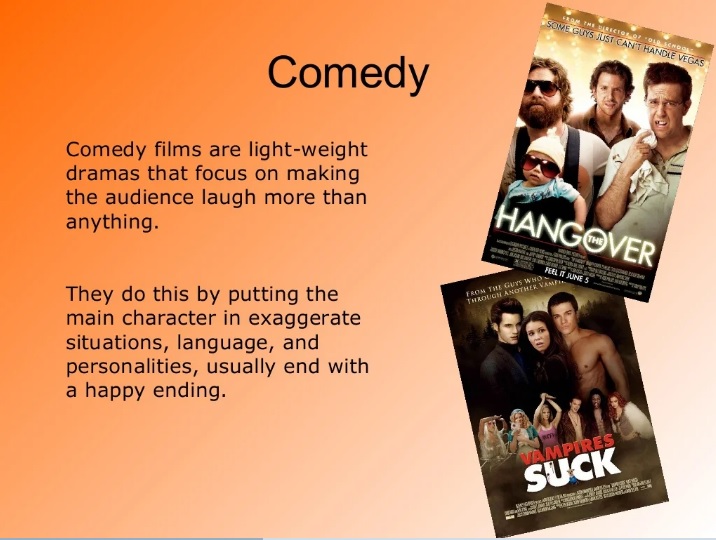 Comedy
Comedy films are light-weight
dramas that focus on making
the audience laugh more than
anything.
They do this by putting the
main character in exaggerate
situations, language, and
personalities, usually end with
a happy ending.
FROM THE DIRECTOR OF "OLD SCHOOL"
SOME GUYS JUST CAN'T HANDLE VEGAS
THE
HANGOVER
FEEL IT JUNE 5
FROM THE GUYS WHO
THROUGH ANOTHER VAMPI
VAMPIRES
SUCK